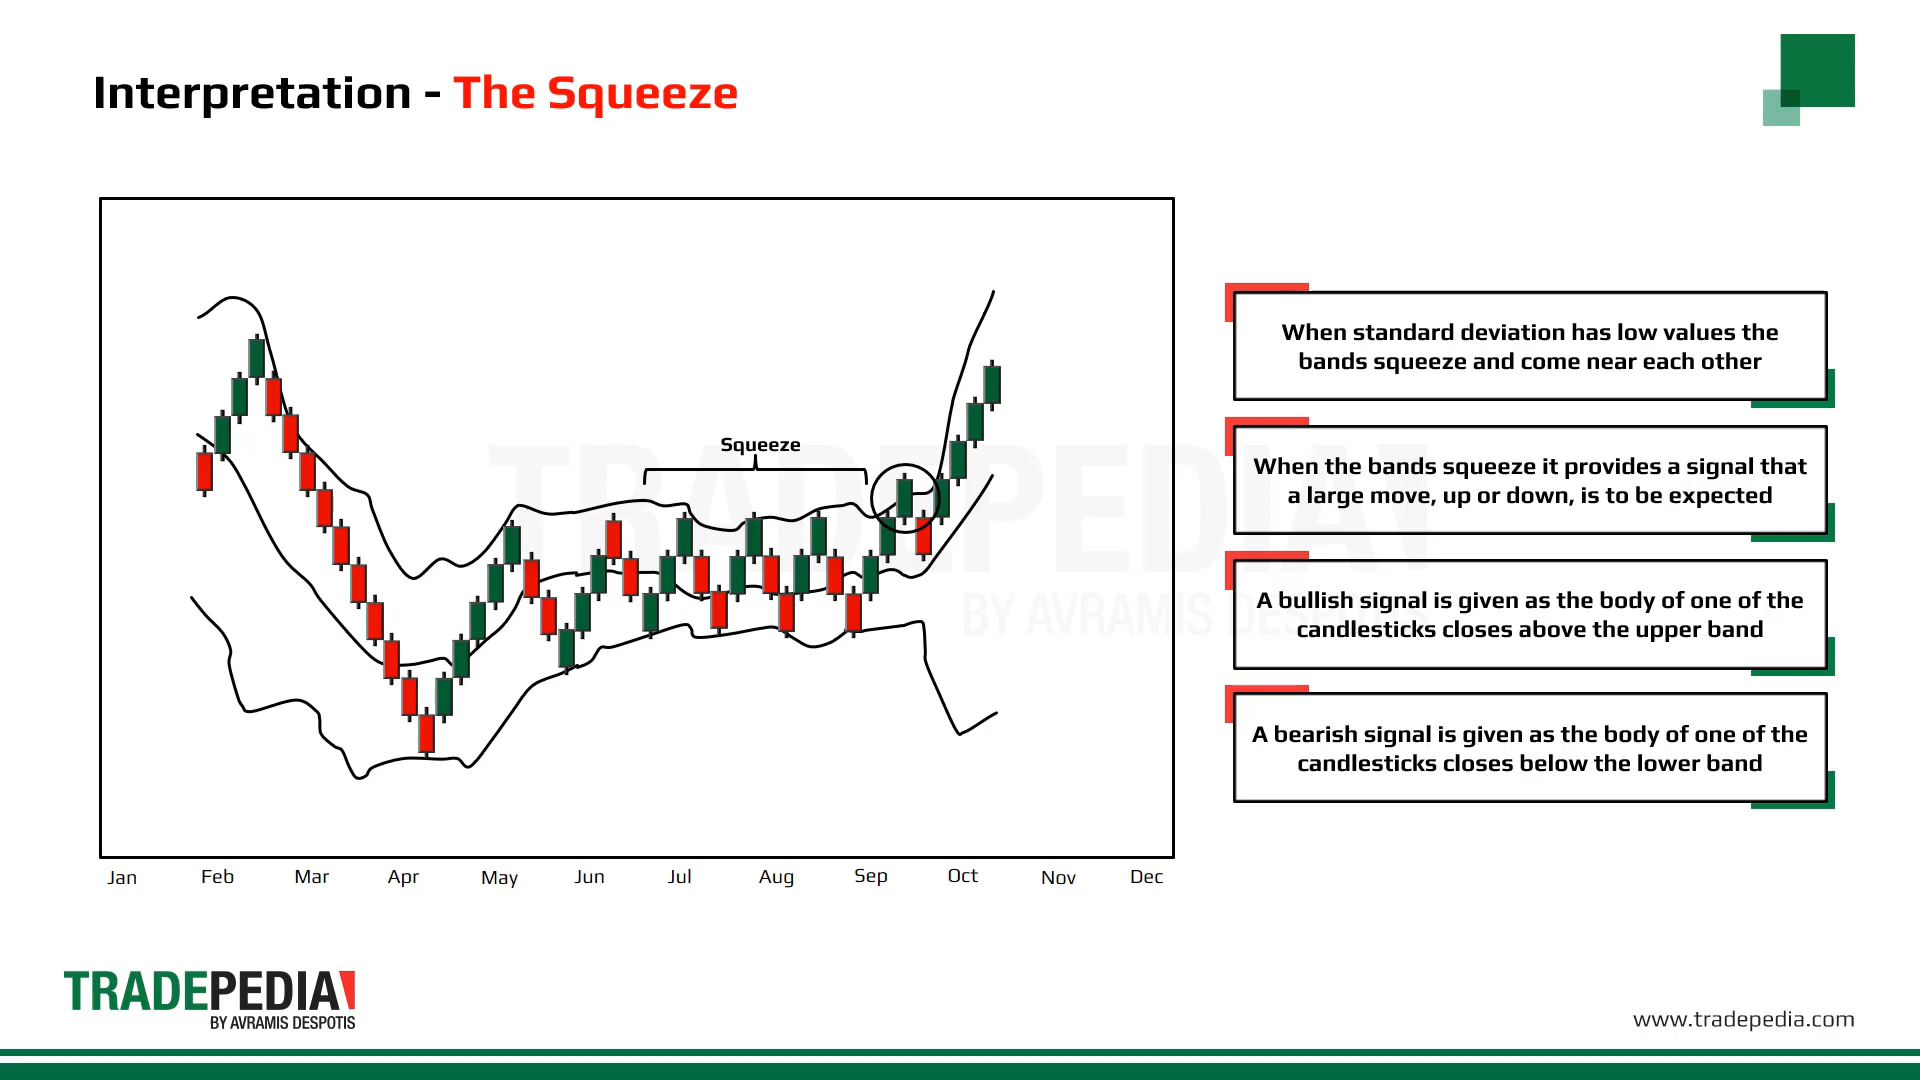 Interpretation - The Squeeze
Squeeze
Jan Feb Mar Apr May Jun Jul Aug Sep Oct Nov Dec
When standard deviation has low values the
bands squeeze and come near each other
When the bands squeeze it provides a signal that
a large move, up or down, is to be expected
A bullish signal is given as the body of one of the
candlesticks closes above the upper band
A bearish signal is given as the body of one of the
candlesticks closes below the lower band
TRADEPEDIA
BY AVRAMIS DESPOTIS
TRADEPEDIA
BY AVRAMIS DESPOTIS
www.tradepedia.com